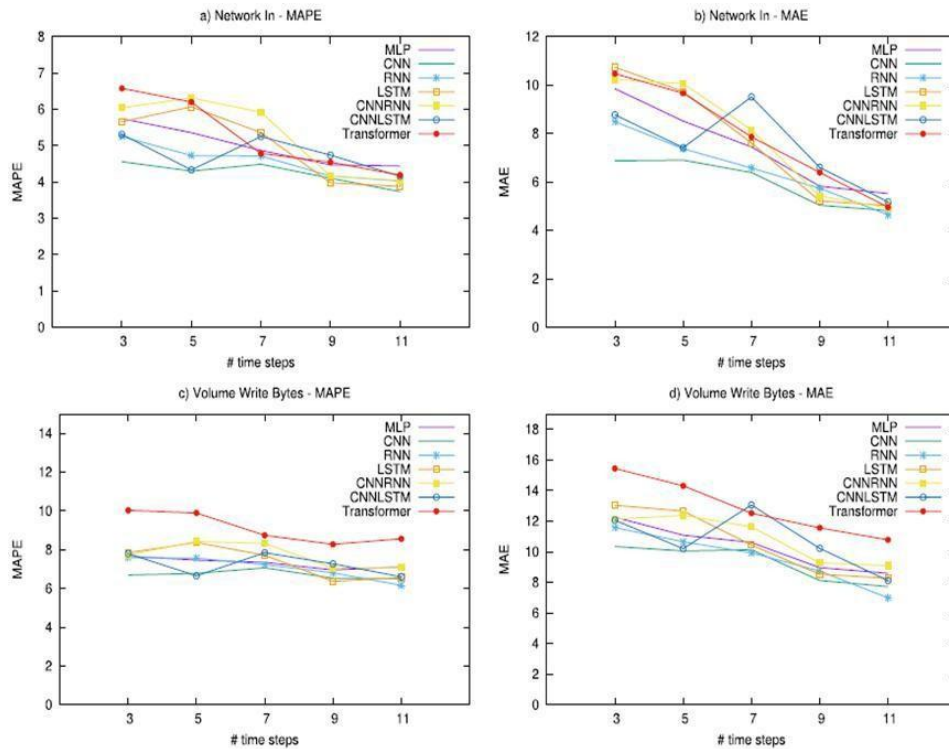 a) Network In - MAPE
8
7
6
5
4
3
2
1
0
MAPE
3 5 7 9 11
# time steps
MLP
CNN
RNN
LSTM
CNNRNN
CNNLSTM
Transformer
b) Network In - MAE
12
10
8
6
4
2
0
MAE
3 5 7 9 11
# time steps
MLP
CNN
RNN
LSTM
CNNRNN
CNNLSTM
Transformer
c) Volume Write Bytes - MAPE
14
12
10
8
6
4
2
0
MAPE
3 5 7 9 11
# time steps
MLP
CNN
RNN
LSTM
CNNRNN
CNNLSTM
Transformer
d) Volume Write Bytes - MAE
18
16
14
12
10
8
6
4
2
0
MAE
3 5 7 9 11
# time steps
MLP
CNN
RNN
LSTM
CNNRNN
CNNLSTM
Transformer